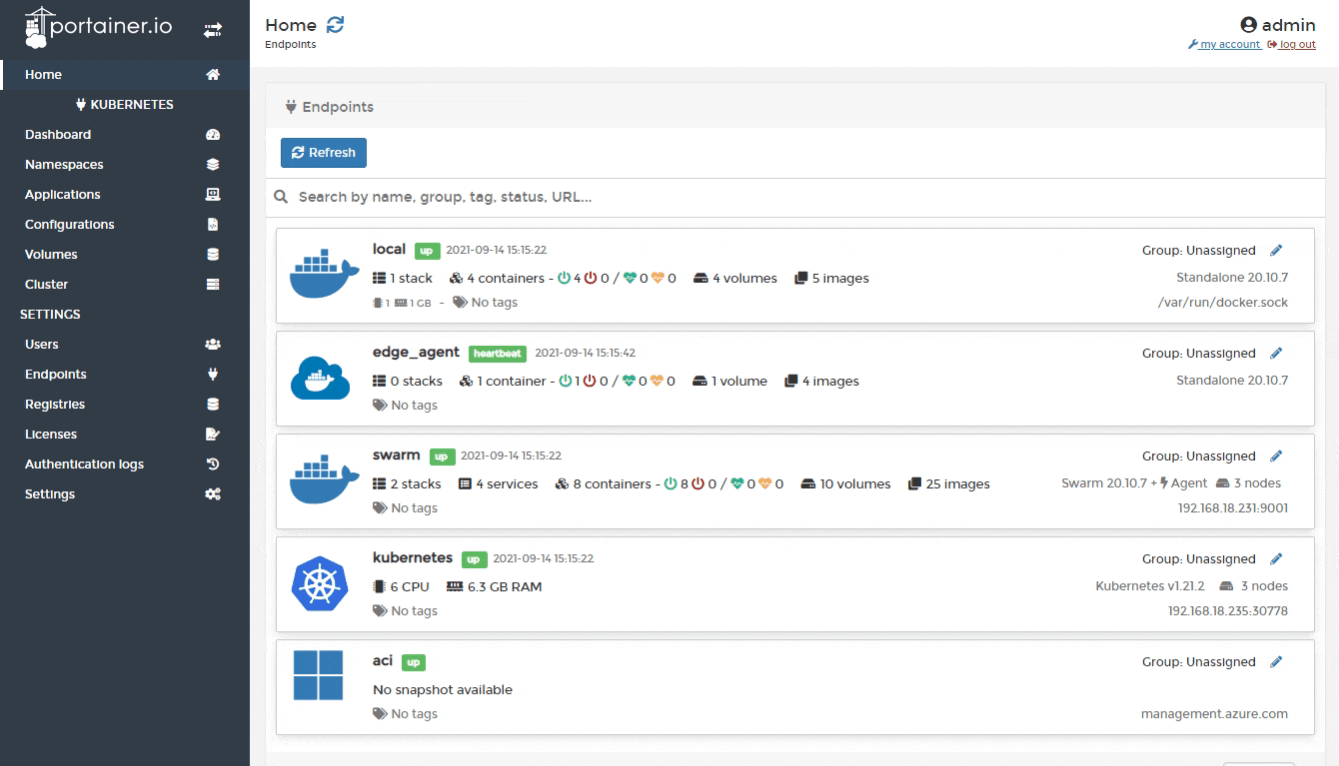 portainer.io
Home
KUBERNETES
Dashboard
Namespaces
Applications
Configurations
Volumes
Cluster
SETTINGS
Users
Endpoints
Registries
Licenses
Authentication logs
Settings
Home
Endpoints
admin
my account log out
Endpoints
Refresh
Search by name, group, tag, status, URL...
local up 2021-09-14 15:15:22 Group: Unassigned
1 stack 4 containers - 4 0 / 0 0 4 volumes 5 images Standalone 20.10.7
1 1 GB - No tags /var/run/docker.sock
edge_agent heartbeat 2021-09-14 15:15:42 Group: Unassigned
0 stacks 1 container - 1 0 / 0 0 1 volume 4 images Standalone 20.10.7
No tags
swarm up 2021-09-14 15:15:22 Group: Unassigned
2 stacks 4 services 8 containers - 8 0 / 0 0 10 volumes 25 images Swarm 20.10.7 + Agent 3 nodes
No tags 192.168.18.231:9001
kubernetes up 2021-09-14 15:15:22 Group: Unassigned
6 CPU 6.3 GB RAM Kubernetes v1.21.2 3 nodes
No tags 192.168.18.235:30778
aci up Group: Unassigned
No snapshot available
No tags management.azure.com